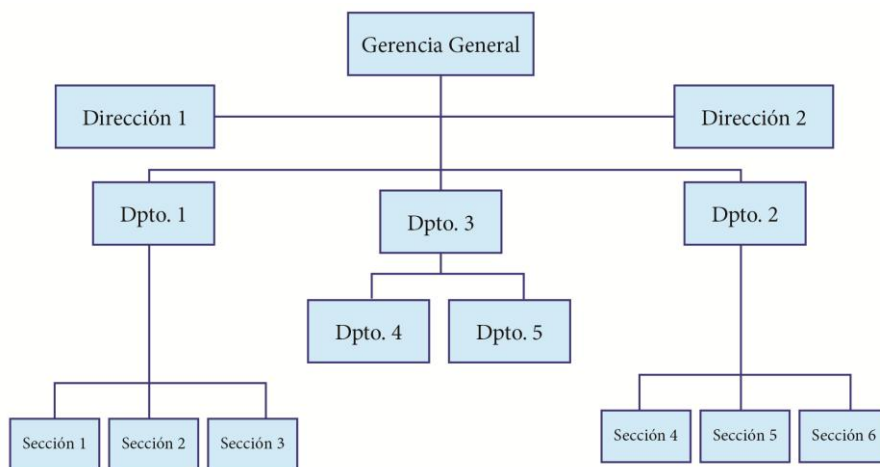 Gerencia General
Dirección 1
Dirección 2
Dpto. 1
Dpto. 3
Dpto. 2
Dpto. 4
Dpto. 5
Sección 1
Sección 2
Sección 3
Sección 4
Sección 5
Sección 6